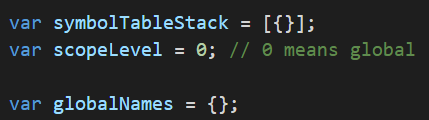 var symbolTableStack = [{}];
var scopeLevel = 0; // 0 means global
var globalNames = {};